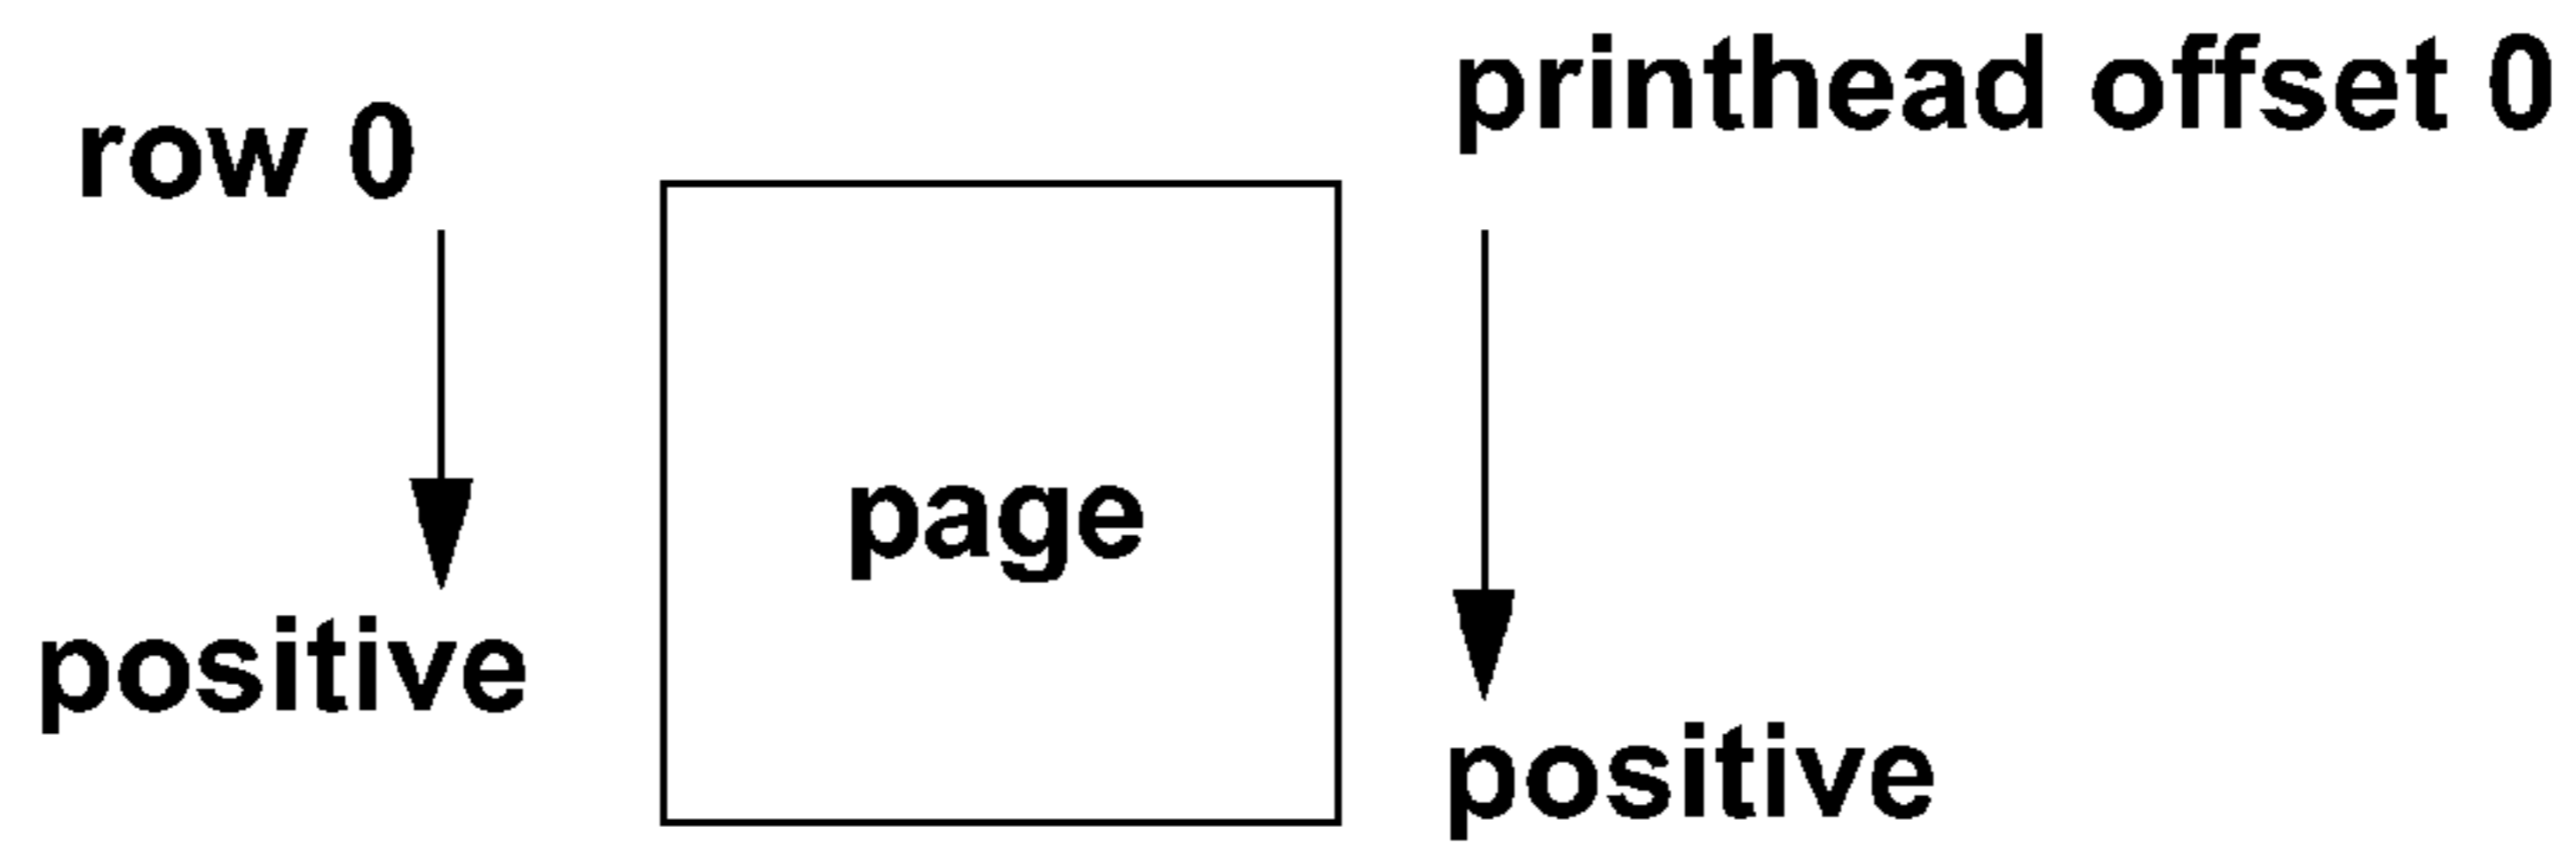 row 0
printhead offset 0
page
positive
positive